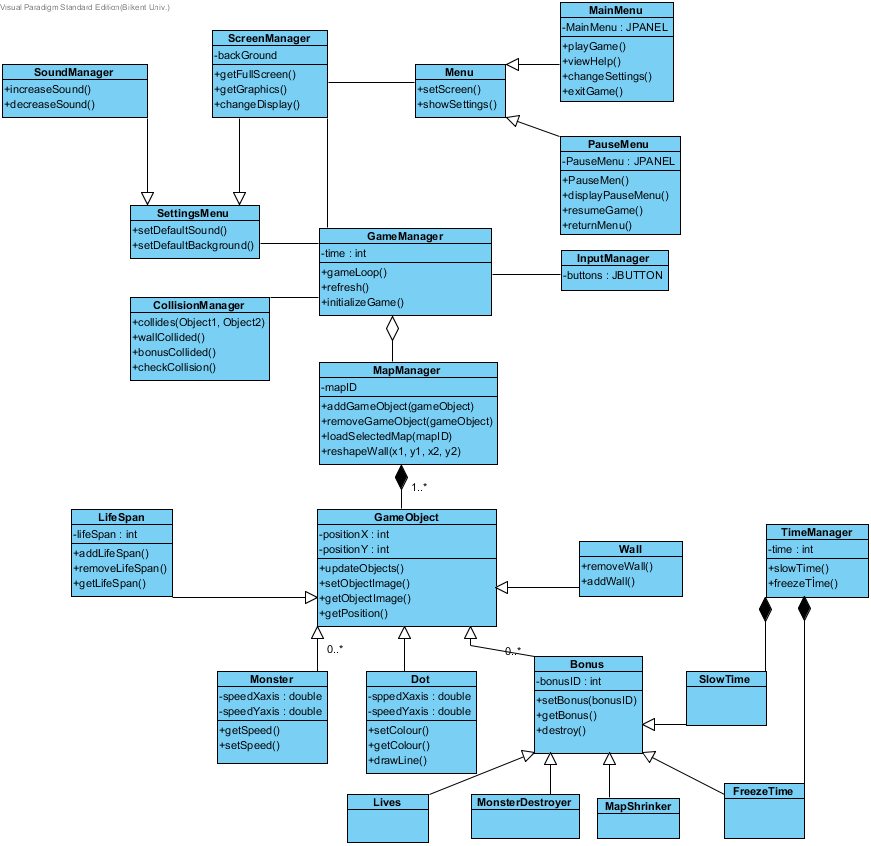 Visual Paradigm Standard Edition(Bilkent Univ.)
MainMenu
-MainMenu : JPANEL
+playGame()
+viewHelp()
+changeSettings()
+exitGame()
ScreenManager
-backGround
+getFullScreen()
+getGraphics()
+changeDisplay()
SoundManager
+increaseSound()
+decreaseSound()
Menu
+setScreen()
+showSettings()
PauseMenu
-PauseMenu : JPANEL
+PauseMen()
+displayPauseMenu()
+resumeGame()
+returnMenu()
SettingsMenu
+setDefaultSound()
+setDefaultBackground()
GameManager
-time : int
+gameLoop()
+refresh()
+initializeGame()
InputManager
-buttons : JBUTTON
CollisionManager
+collides(Object1, Object2)
+wallCollided()
+bonusCollided()
+checkCollision()
MapManager
-mapID
+addGameObject(gameObject)
+removeGameObject(gameObject)
+loadSelectedMap(mapID)
+reshapeWall(x1, y1, x2, y2)
1..*
LifeSpan
-lifeSpan : int
+addLifeSpan()
+removeLifeSpan()
+getLifeSpan()
GameObject
-positionX : int
-positionY : int
+updateObjects()
+setObjectImage()
+getObjectImage()
+getPosition()
Wall
+removeWall()
+addWall()
TimeManager
-time : int
+slowTime()
+freezeTİme()
0..*
0..*
Monster
-speedXaxis : double
-speedYaxis : double
+getSpeed()
+setSpeed()
Dot
-sppedXaxis : double
-speedYaxis : double
+setColour()
+getColour()
+drawLine()
Bonus
-bonusID : int
+setBonus(bonusID)
+getBonus()
+destroy()
SlowTime
Lives
MonsterDestroyer
MapShrinker
FreezeTime